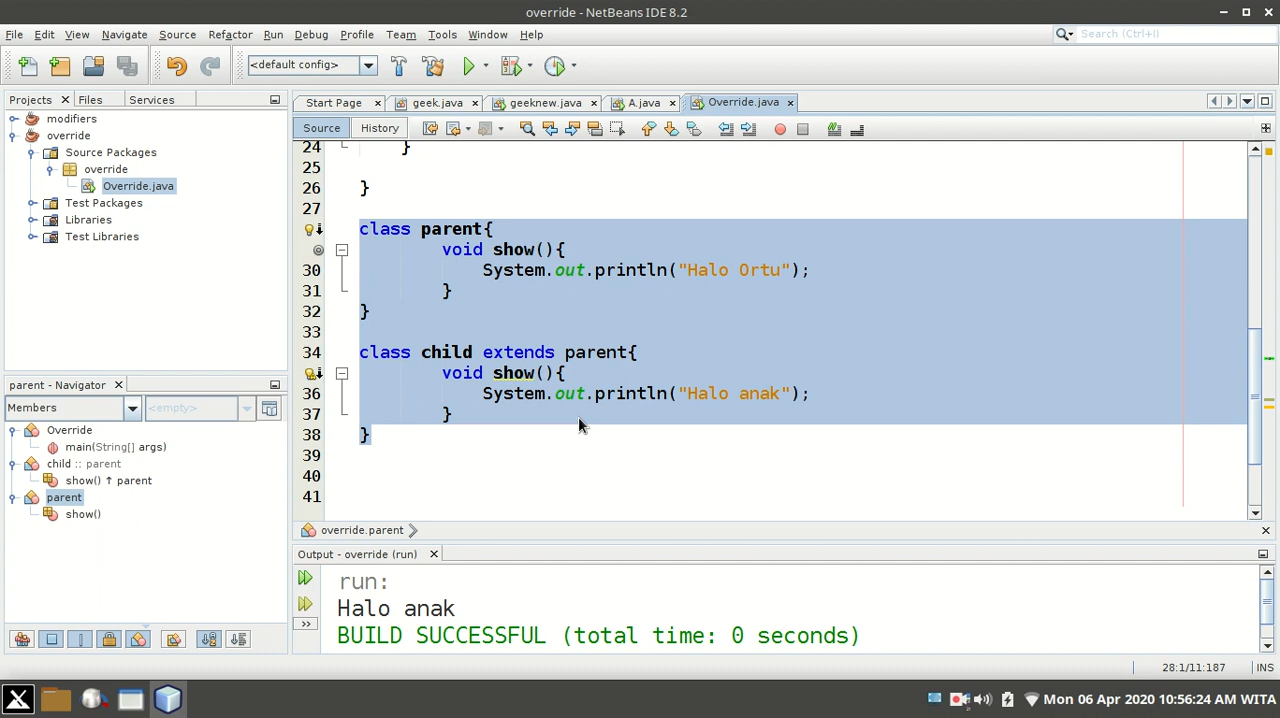 override - NetBeans IDE 8.2
File Edit View Navigate Source Refactor Run Debug Profile Team Tools Window Help
Search (Ctrl+I)
<default config>
Projects Files Services
Start Page geek.java geeknew.java A.java Override.java
modifiers
override
Source Packages
override
Override.java
Test Packages
Libraries
Test Libraries
Source History
24 }
25
26 }
27
class parent{
void show(){
30 System.out.println("Halo Ortu");
31 }
32 }
33
34 class child extends parent{
void show(){
36 System.out.println("Halo anak");
37 }
38 }
39
40
41
parent - Navigator
Members <empty>
Override
main(String[] args)
child :: parent
show() ↑ parent
parent
show()
override.parent
Output - override (run)
run:
Halo anak
BUILD SUCCESSFUL (total time: 0 seconds)
28:1/11:187 INS
Mon 06 Apr 2020 10:56:24 AM WITA